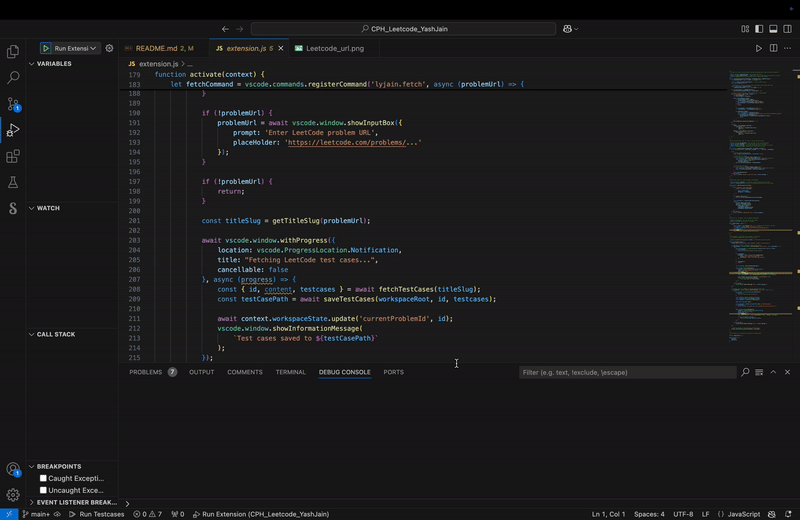 CPH_Leetcode_YashJain
Run Extensi
README.md 2, M
extension.js 5
Leetcode_url.png
extension.js > ...
VARIABLES
WATCH
CALL STACK
BREAKPOINTS
Caught Excepti...
Uncaught Exce...
EVENT LISTENER BREAK...
179 function activate(context) {
183 let fetchCommand = vscode.commands.registerCommand('lyjain.fetch', async (problemUrl) => {
188 }
189
190 if (!problemUrl) {
191 problemUrl = await vscode.window.showInputBox({
192 prompt: 'Enter LeetCode problem URL',
193 placeHolder: 'https://leetcode.com/problems/...'
194 });
195 }
196
197 if (!problemUrl) {
198 return;
199 }
200
201 const titleSlug = getTitleSlug(problemUrl);
202
203 await vscode.window.withProgress({
204 location: vscode.ProgressLocation.Notification,
205 title: "Fetching LeetCode test cases...",
206 cancellable: false
207 }, async (progress) => {
208 const { id, content, testcases } = await fetchTestCases(titleSlug);
209 const testCasePath = await saveTestCases(workspaceRoot, id, testcases);
210
211 await context.workspaceState.update('currentProblemId', id);
212 vscode.window.showInformationMessage(
213 `Test cases saved to ${testCasePath}`
214 );
215 });
PROBLEMS 7 OUTPUT COMMENTS TERMINAL DEBUG CONSOLE PORTS
Filter (e.g. text, !exclude, \escape)
main+ Run Testcases 0 7 0 Run Extension (CPH_Leetcode_YashJain)
Ln 1, Col 1 Spaces: 4 UTF-8 LF {} JavaScript